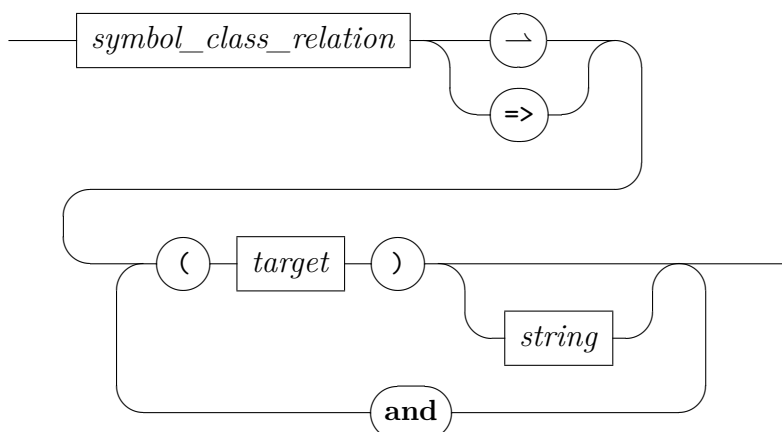 symbol_class_relation ⇀
=>
( target )
string
and